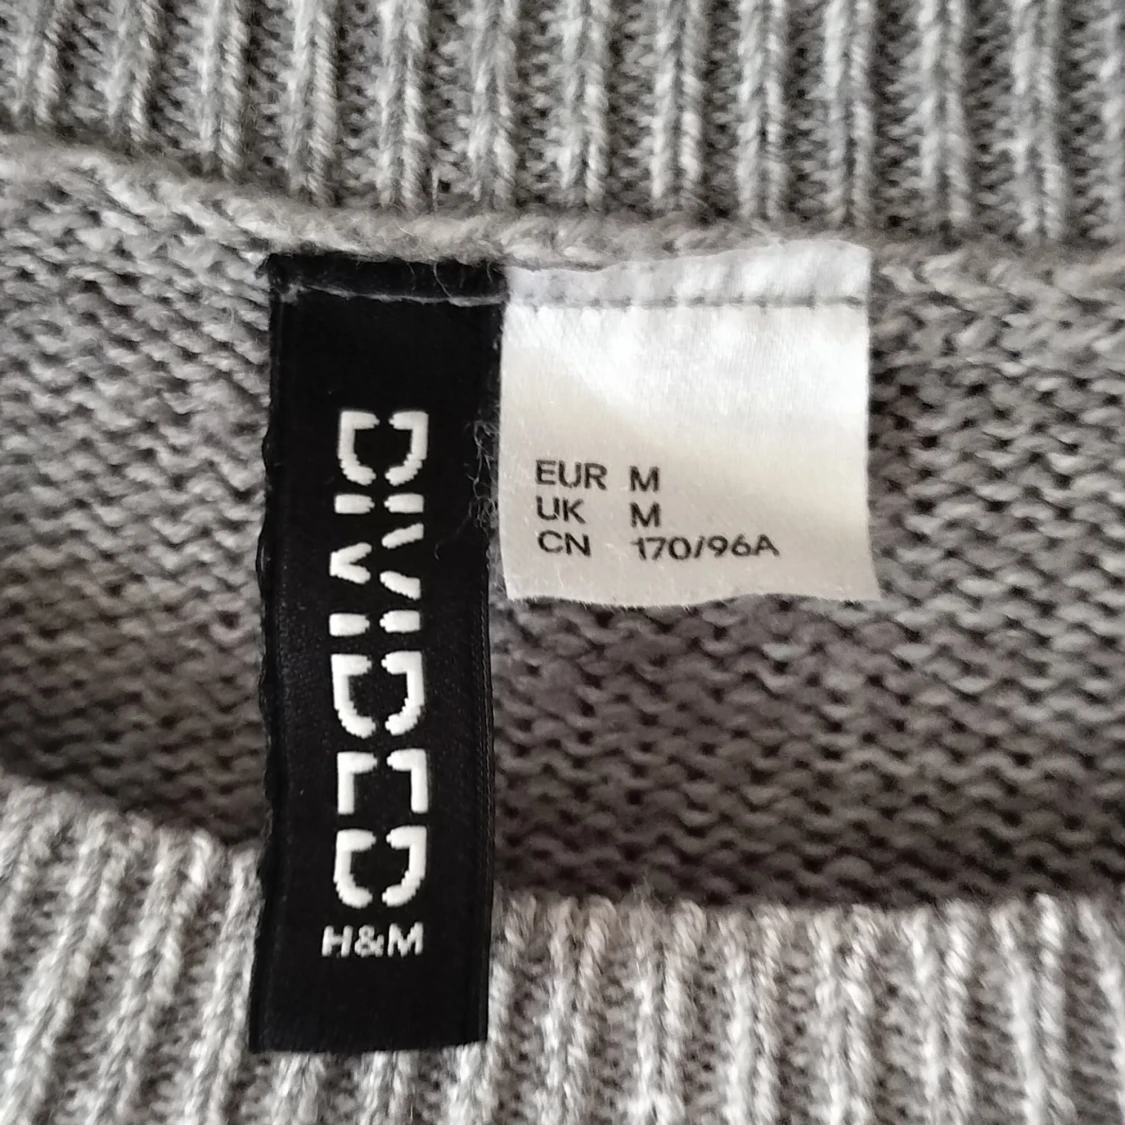 DIVIDED
H&M
EUR M
UK M
CN 170/96A